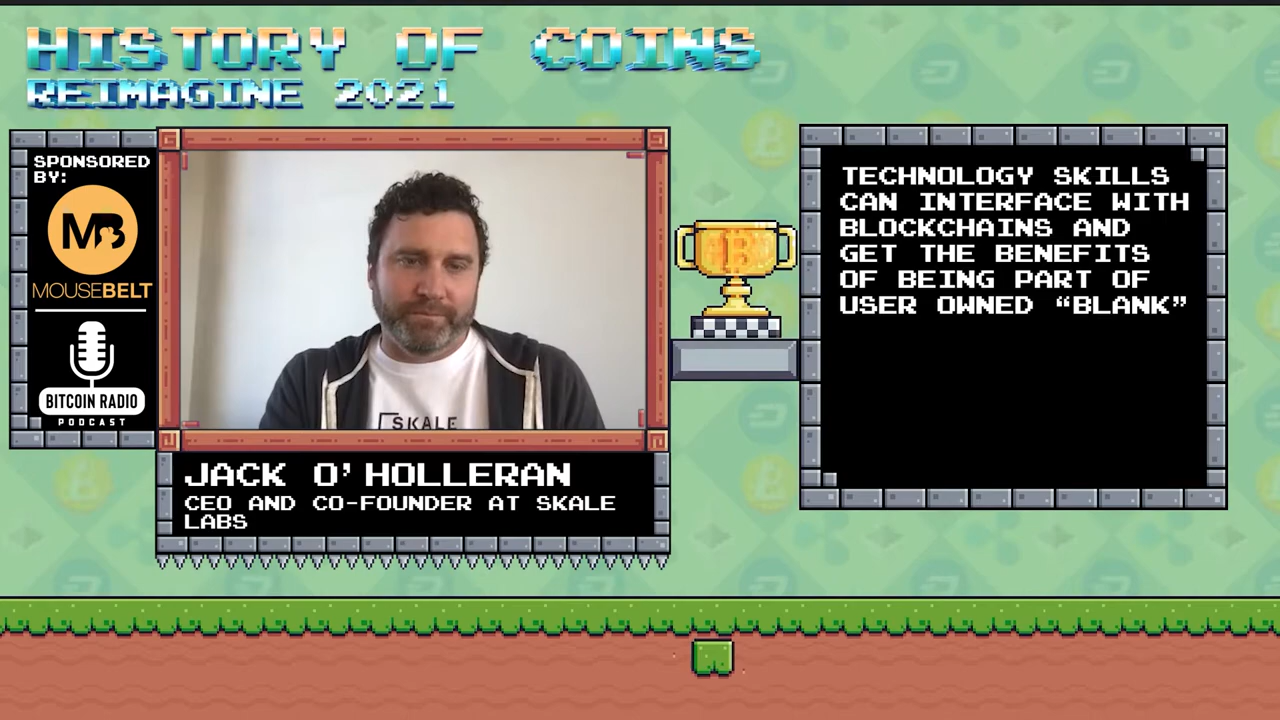 HISTORY OF COINS
REIMAGINE 2021
SPONSORED
BY:
MB
MOUSEBELT
BITCOIN RADIO
PODCAST
SKALE
JACK O'HOLLERAN
CEO AND CO-FOUNDER AT SKALE
LABS
TECHNOLOGY SKILLS
CAN INTERFACE WITH
BLOCKCHAINS AND
GET THE BENEFITS
OF BEING PART OF
USER OWNED “BLANK”